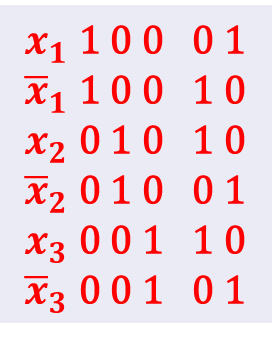 x₁ 1 0 0 0 1
x̅₁ 1 0 0 1 0
x₂ 0 1 0 1 0
x̅₂ 0 1 0 0 1
x₃ 0 0 1 1 0
x̅₃ 0 0 1 0 1